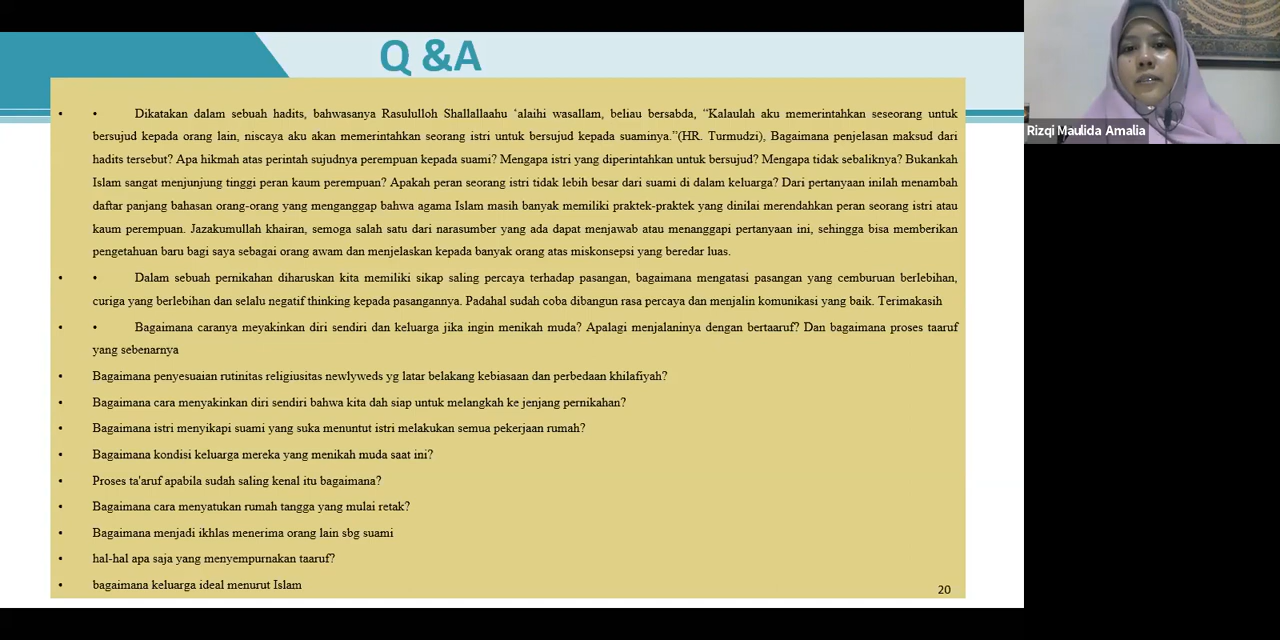 Q &A
• • Dikatakan dalam sebuah hadits, bahwasanya Rasululloh Shallallaahu ‘alaihi wasallam, beliau bersabda, “Kalaulah aku memerintahkan seseorang untuk
bersujud kepada orang lain, niscaya aku akan memerintahkan seorang istri untuk bersujud kepada suaminya.”(HR. Turmudzi), Bagaimana penjelasan maksud dari
hadits tersebut? Apa hikmah atas perintah sujudnya perempuan kepada suami? Mengapa istri yang diperintahkan untuk bersujud? Mengapa tidak sebaliknya? Bukankah
Islam sangat menjunjung tinggi peran kaum perempuan? Apakah peran seorang istri tidak lebih besar dari suami di dalam keluarga? Dari pertanyaan inilah menambah
daftar panjang bahasan orang-orang yang menganggap bahwa agama Islam masih banyak memiliki praktek-praktek yang dinilai merendahkan peran seorang istri atau
kaum perempuan. Jazakumullah khairan, semoga salah satu dari narasumber yang ada dapat menjawab atau menanggapi pertanyaan ini, sehingga bisa memberikan
pengetahuan baru bagi saya sebagai orang awam dan menjelaskan kepada banyak orang atas miskonsepsi yang beredar luas.
• • Dalam sebuah pernikahan diharuskan kita memiliki sikap saling percaya terhadap pasangan, bagaimana mengatasi pasangan yang cemburuan berlebihan,
curiga yang berlebihan dan selalu negatif thinking kepada pasangannya. Padahal sudah coba dibangun rasa percaya dan menjalin komunikasi yang baik. Terimakasih
• • Bagaimana caranya meyakinkan diri sendiri dan keluarga jika ingin menikah muda? Apalagi menjalaninya dengan bertaaruf? Dan bagaimana proses taaruf
yang sebenarnya
• Bagaimana penyesuaian rutinitas religiusitas newlyweds yg latar belakang kebiasaan dan perbedaan khilafiyah?
• Bagaimana cara menyakinkan diri sendiri bahwa kita dah siap untuk melangkah ke jenjang pernikahan?
• Bagaimana istri menyikapi suami yang suka menuntut istri melakukan semua pekerjaan rumah?
• Bagaimana kondisi keluarga mereka yang menikah muda saat ini?
• Proses ta'aruf apabila sudah saling kenal itu bagaimana?
• Bagaimana cara menyatukan rumah tangga yang mulai retak?
• Bagaimana menjadi ikhlas menerima orang lain sbg suami
• hal-hal apa saja yang menyempurnakan taaruf?
• bagaimana keluarga ideal menurut Islam
20
Rizqi Maulida Amalia